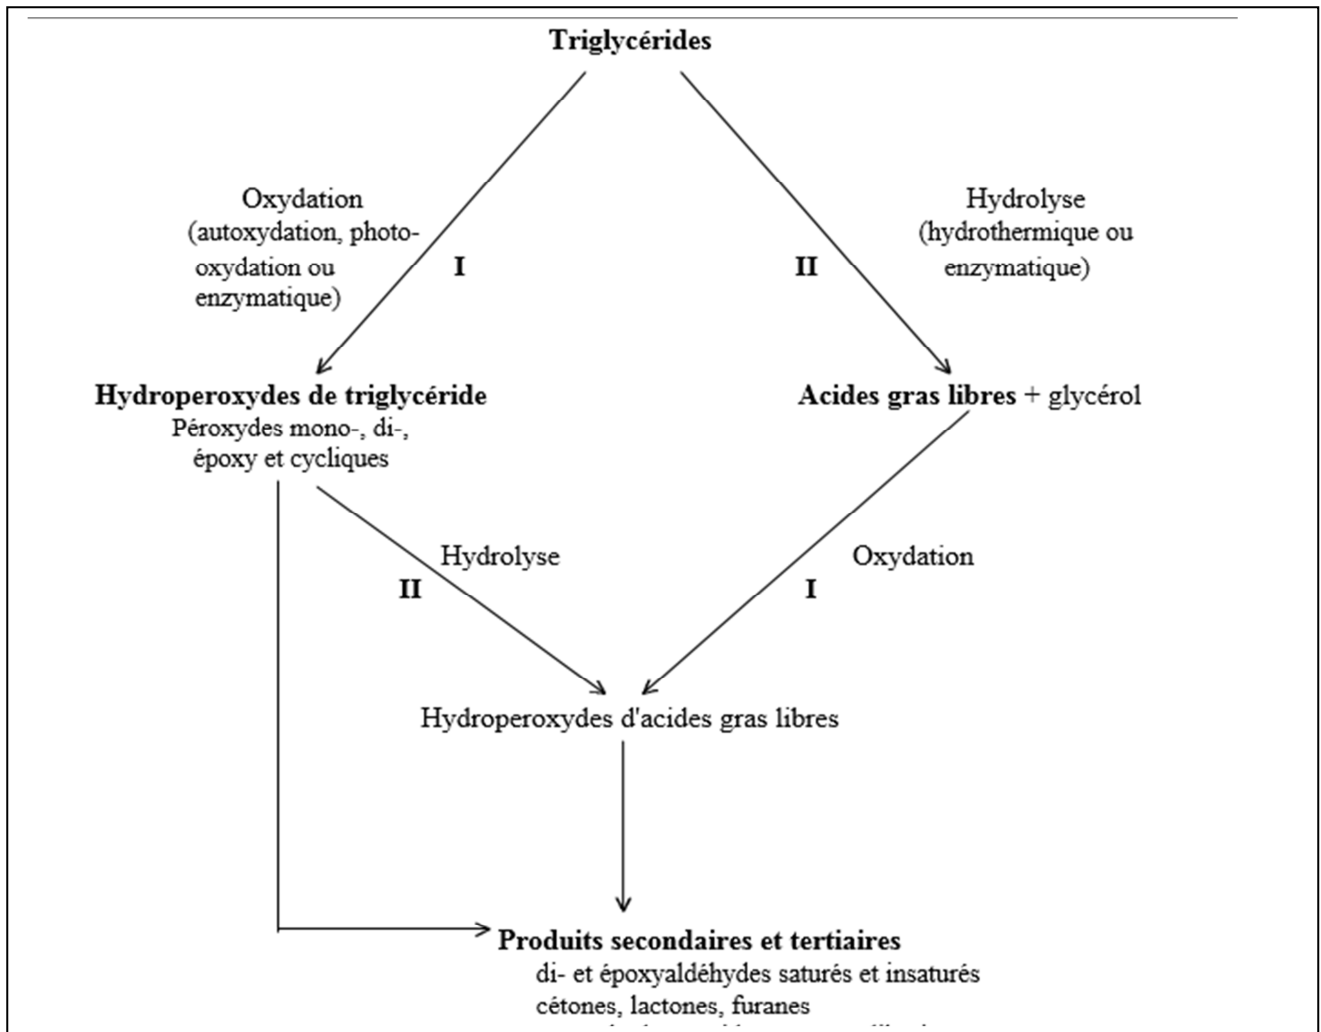 Triglycérides
Oxydation
(autoxydation, photo-
oxydation ou
enzymatique)
I
II
Hydrolyse
(hydrothermique ou
enzymatique)
Hydroperoxydes de triglycéride
Péroxydes mono-, di-,
époxy et cycliques
Acides gras libres + glycérol
Hydrolyse
II
Oxydation
I
Hydroperoxydes d'acides gras libres
Produits secondaires et tertiaires
di- et époxyaldéhydes saturés et insaturés
cétones, lactones, furanes